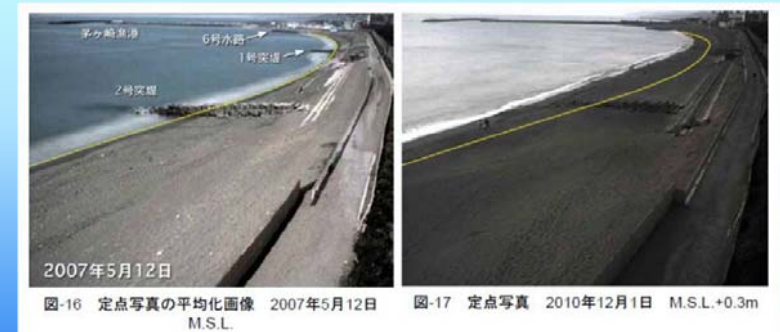 茅ヶ崎漁港
6号水路
1号突堤
2号突堤
2007年5月12日
図-16 定点写真の平均化画像 2007年5月12日
M.S.L.
図-17 定点写真 2010年12月1日 M.S.L.+0.3m